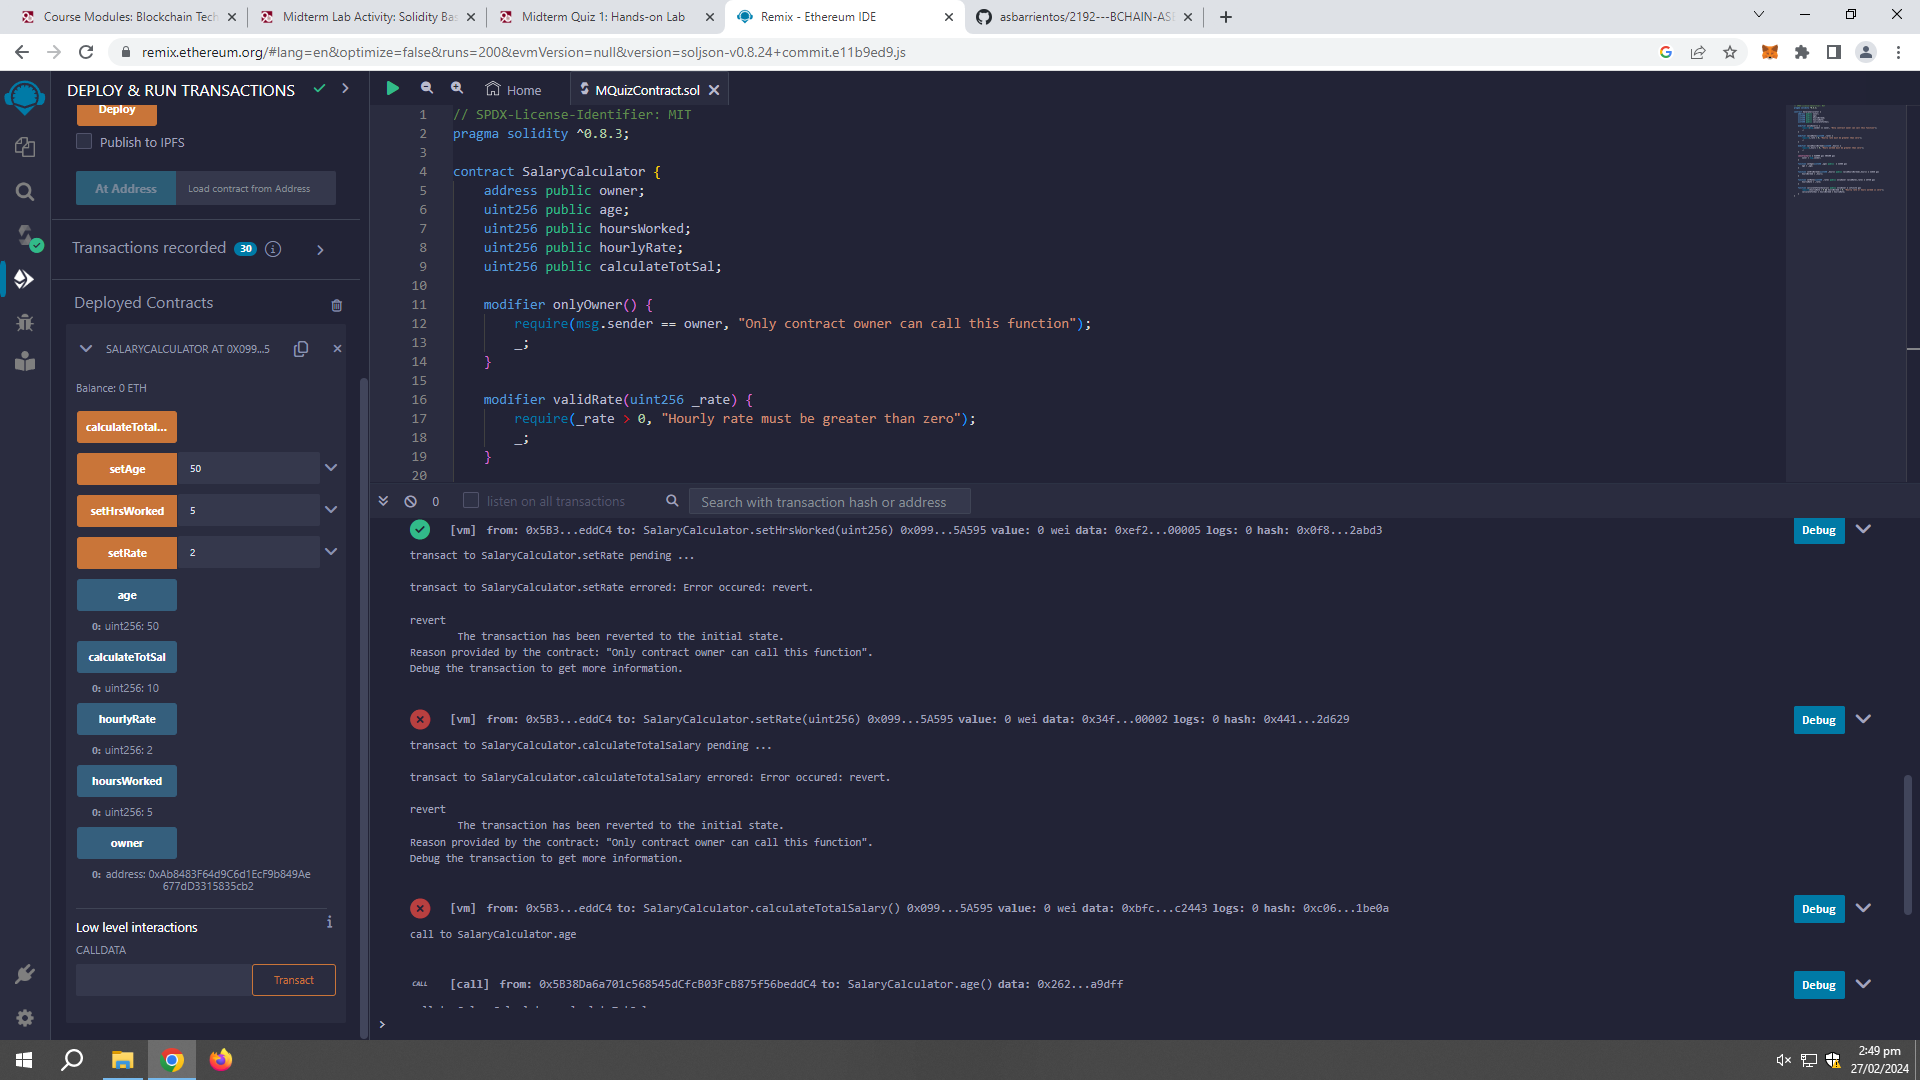 Course Modules: Blockchain Tech
Midterm Lab Activity: Solidity Bas
Midterm Quiz 1: Hands-on Lab
Remix - Ethereum IDE
asbarrientos/2192---BCHAIN-ASE
remix.ethereum.org/#lang=en&optimize=false&runs=200&evmVersion=null&version=soljson-v0.8.24+commit.e11b9ed9.js
DEPLOY & RUN TRANSACTIONS
Deploy
Publish to IPFS
At Address
Load contract from Address
Transactions recorded 30
Deployed Contracts
SALARYCALCULATOR AT 0X099...5
Balance: 0 ETH
calculateTotal...
setAge 50
setHrsWorked 5
setRate 2
age
0: uint256: 50
calculateTotSal
0: uint256: 10
hourlyRate
0: uint256: 2
hoursWorked
0: uint256: 5
owner
0: address: 0xAb8483F64d9C6d1EcF9b849Ae
677dD3315835cb2
Low level interactions
CALLDATA
Transact
Home
MQuizContract.sol
1 // SPDX-License-Identifier: MIT
2 pragma solidity ^0.8.3;
3
4 contract SalaryCalculator {
5 address public owner;
6 uint256 public age;
7 uint256 public hoursWorked;
8 uint256 public hourlyRate;
9 uint256 public calculateTotSal;
10
11 modifier onlyOwner() {
12 require(msg.sender == owner, "Only contract owner can call this function");
13 _;
14 }
15
16 modifier validRate(uint256 _rate) {
17 require(_rate > 0, "Hourly rate must be greater than zero");
18 _;
19 }
20
0
listen on all transactions
Search with transaction hash or address
[vm] from: 0x5B3...eddC4 to: SalaryCalculator.setHrsWorked(uint256) 0x099...5A595 value: 0 wei data: 0xef2...00005 logs: 0 hash: 0x0f8...2abd3
Debug
transact to SalaryCalculator.setRate pending ...
transact to SalaryCalculator.setRate errored: Error occured: revert.
revert
The transaction has been reverted to the initial state.
Reason provided by the contract: "Only contract owner can call this function".
Debug the transaction to get more information.
[vm] from: 0x5B3...eddC4 to: SalaryCalculator.setRate(uint256) 0x099...5A595 value: 0 wei data: 0x34f...00002 logs: 0 hash: 0x441...2d629
Debug
transact to SalaryCalculator.calculateTotalSalary pending ...
transact to SalaryCalculator.calculateTotalSalary errored: Error occured: revert.
revert
The transaction has been reverted to the initial state.
Reason provided by the contract: "Only contract owner can call this function".
Debug the transaction to get more information.
[vm] from: 0x5B3...eddC4 to: SalaryCalculator.calculateTotalSalary() 0x099...5A595 value: 0 wei data: 0xbfc...c2443 logs: 0 hash: 0xc06...1be0a
Debug
call to SalaryCalculator.age
CALL [call] from: 0x5B38Da6a701c568545dCfcB03FcB875f56beddC4 to: SalaryCalculator.age() data: 0x262...a9dff
Debug
>
2:49 pm
27/02/2024